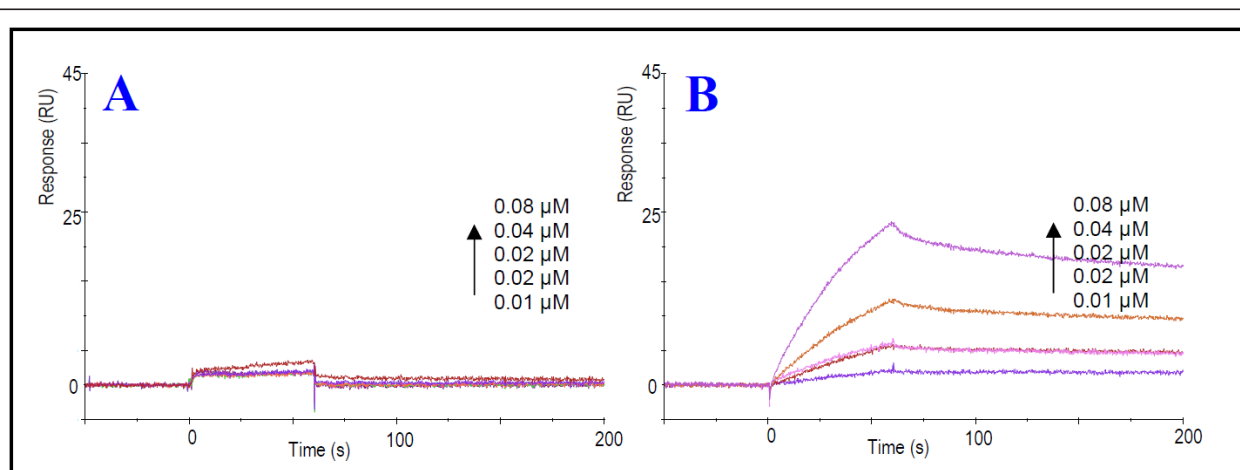 A
45
25
0
Response (RU)
0.08 µM
0.04 µM
0.02 µM
0.02 µM
0.01 µM
0
100
200
Time (s)
B
45
25
0
Response (RU)
0.08 µM
0.04 µM
0.02 µM
0.02 µM
0.01 µM
0
100
200
Time (s)